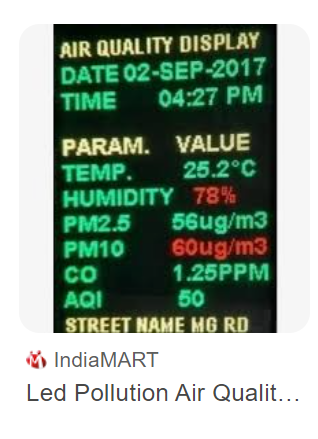 AIR QUALITY DISPLAY
DATE 02-SEP-2017
TIME 04:27 PM
PARAM. VALUE
TEMP. 25.2°C
HUMIDITY 78%
PM2.5 56ug/m3
PM10 60ug/m3
CO 1.25PPM
AQI 50
STREET NAME MG RD
IndiaMART
Led Pollution Air Qualit...